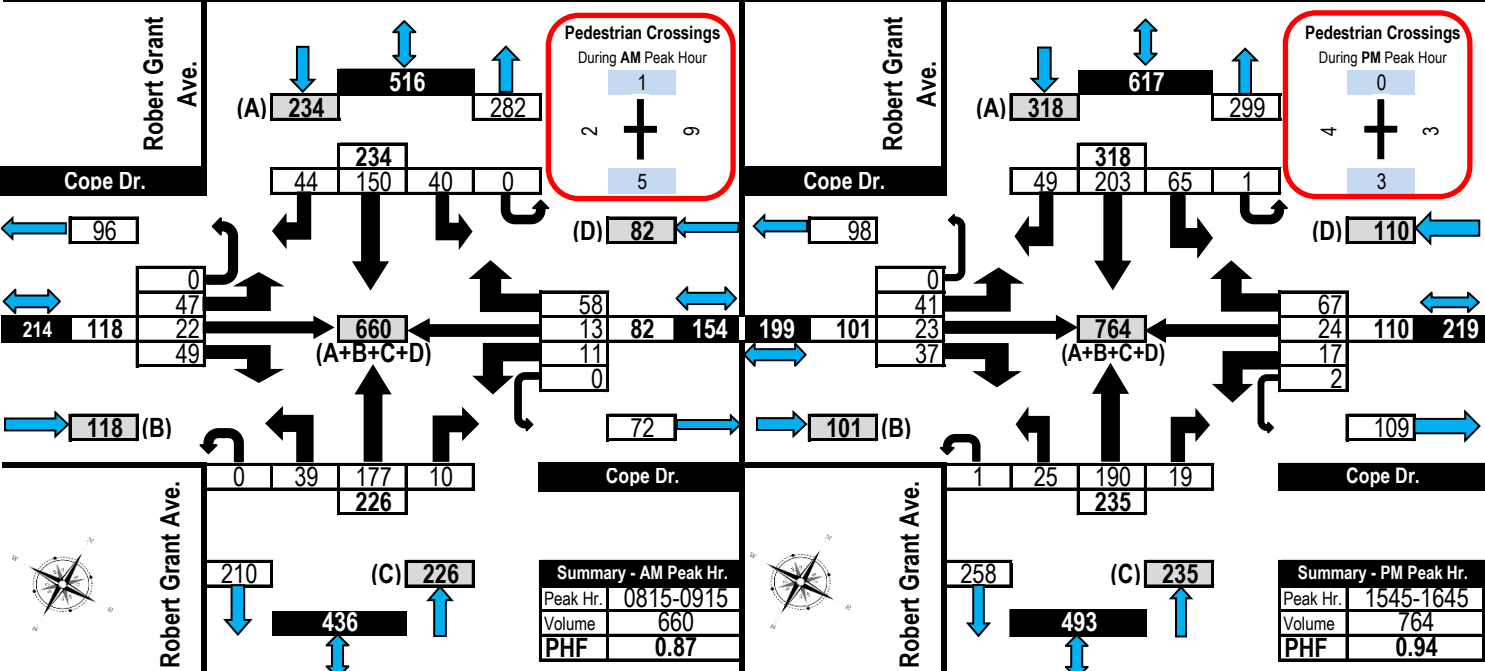 Robert Grant
Ave.
(A) 234
516
282
Pedestrian Crossings
During AM Peak Hour
1
2
9
5
234
44 150 40 0
Cope Dr.
96
(D) 82
0
47
214 118 22
49
660
(A+B+C+D)
58
13 82 154
11
0
118 (B)
72
0 39 177 10
226
Cope Dr.
Robert Grant Ave.
210
(C) 226
436
Summary - AM Peak Hr.
Peak Hr. 0815-0915
Volume 660
PHF 0.87
Robert Grant
Ave.
(A) 318
617
299
Pedestrian Crossings
During PM Peak Hour
0
4
3
3
318
49 203 65 1
Cope Dr.
98
(D) 110
0
41
199 101 23
37
764
(A+B+C+D)
67
24 110 219
17
2
101 (B)
109
1 25 190 19
235
Cope Dr.
Robert Grant Ave.
258
(C) 235
493
Summary - PM Peak Hr.
Peak Hr. 1545-1645
Volume 764
PHF 0.94